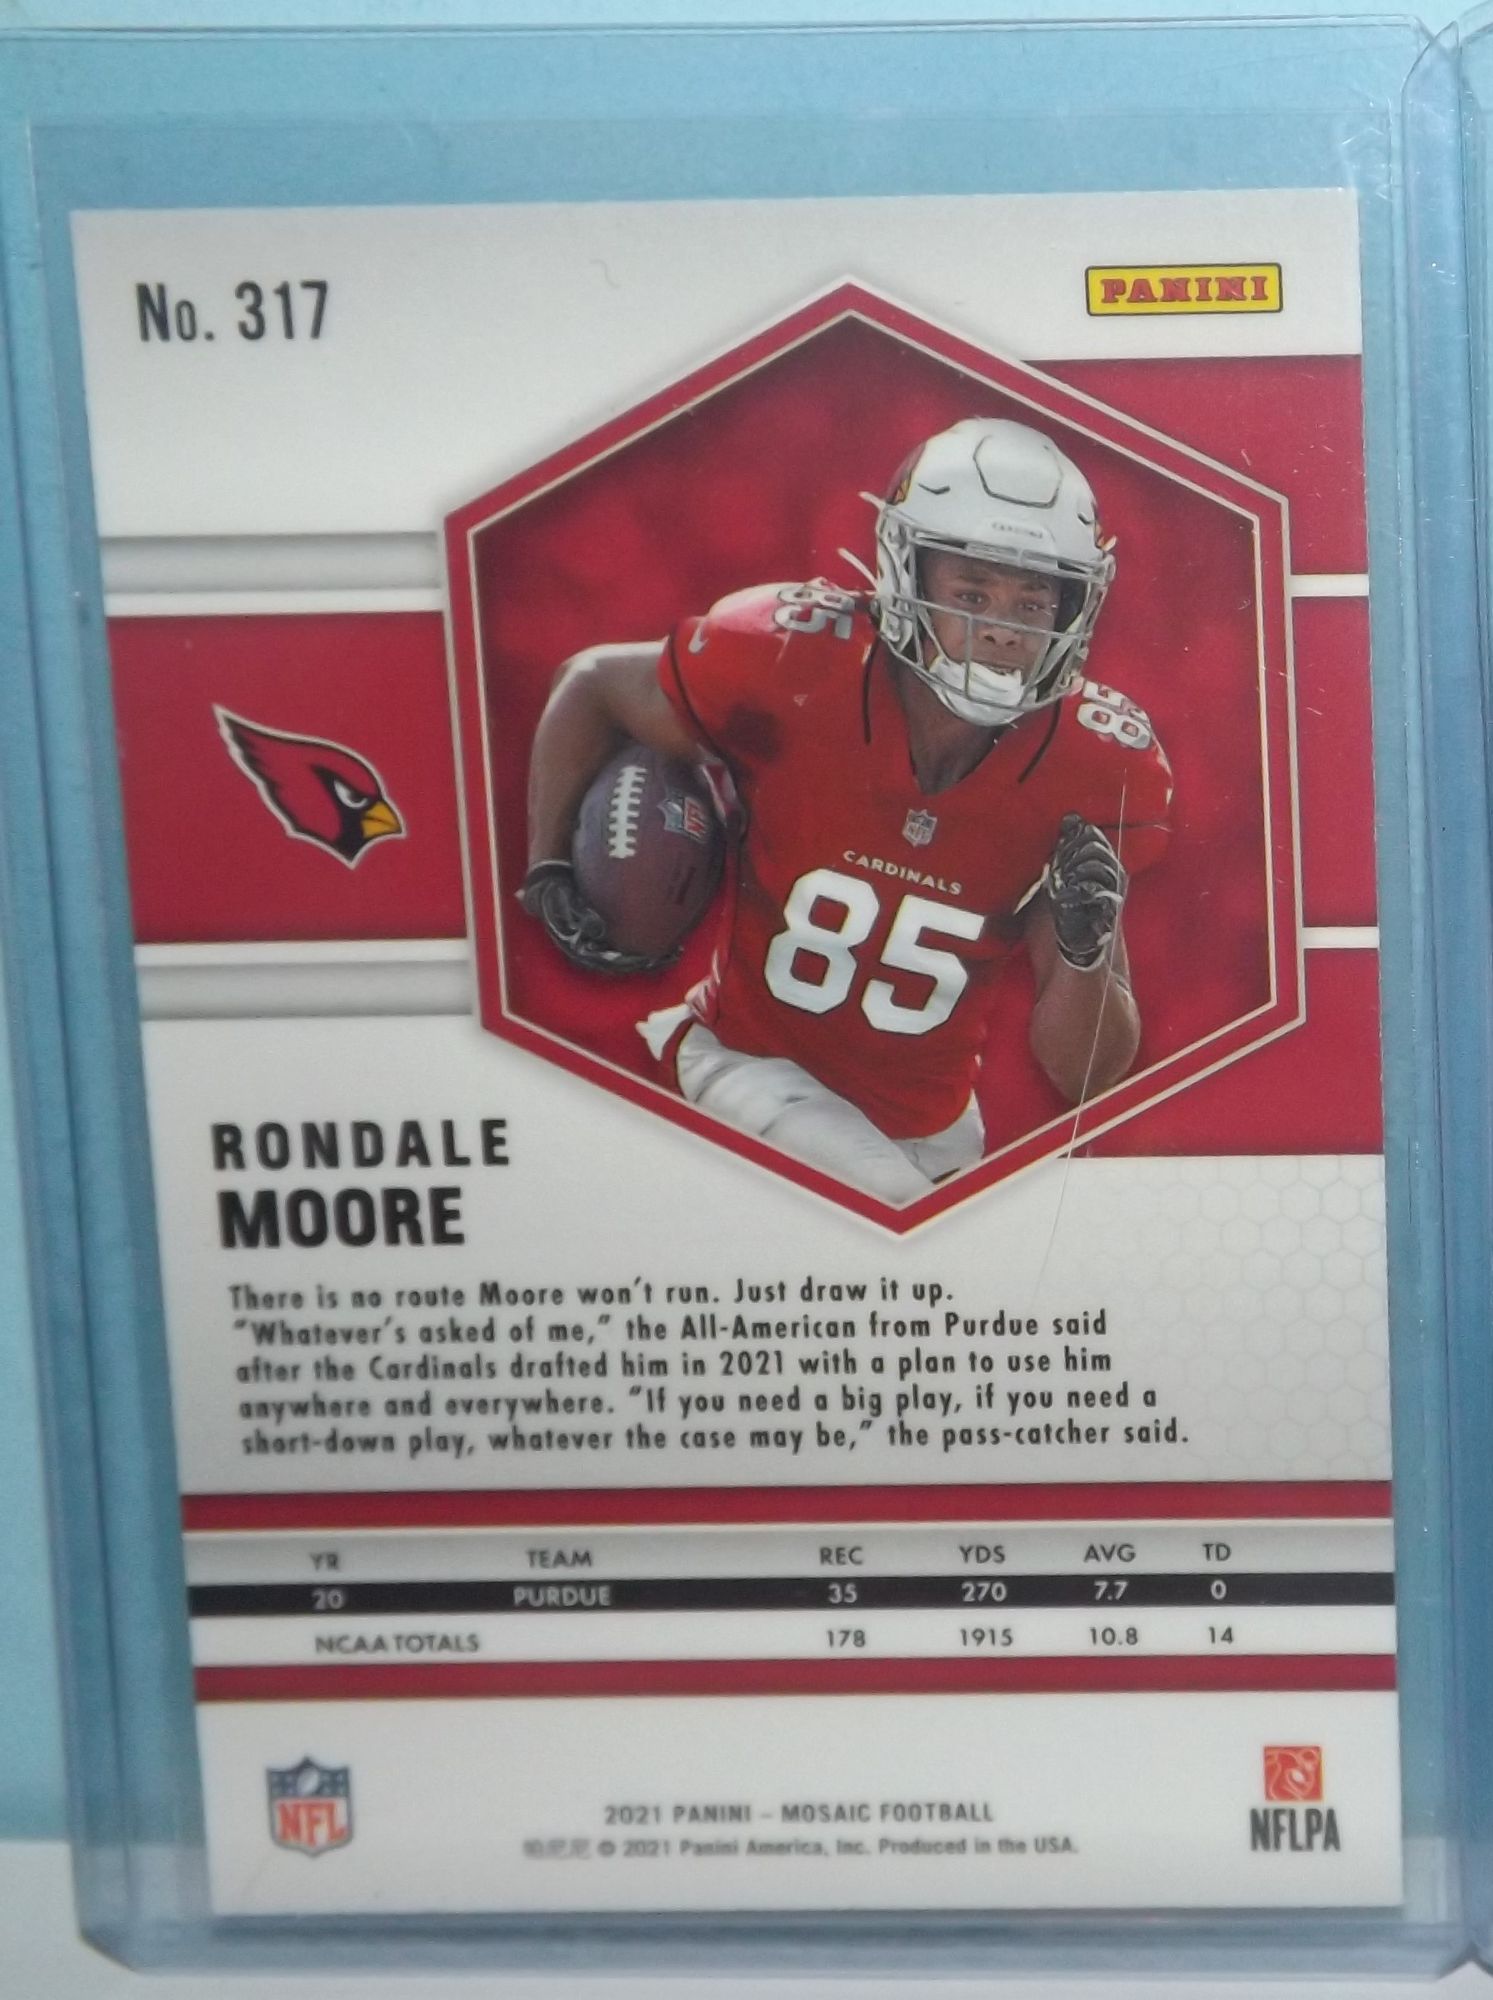 No. 317
PANINI
CARDINALS
85
85
NFL
CARDINALS
85
RONDALE
MOORE
There is no route Moore won't run. Just draw it up.
"Whatever's asked of me," the All-American from Purdue said
after the Cardinals drafted him in 2021 with a plan to use him
anywhere and everywhere. "If you need a big play, if you need a
short-down play, whatever the case may be," the pass-catcher said.
YR TEAM REC YDS AVG TD
20 PURDUE 35 270 7.7 0
NCAA TOTALS 178 1915 10.8 14
NFL
2021 PANINI – MOSAIC FOOTBALL
帕尼尼 © 2021 Panini America, Inc. Produced in the USA.
NFLPA